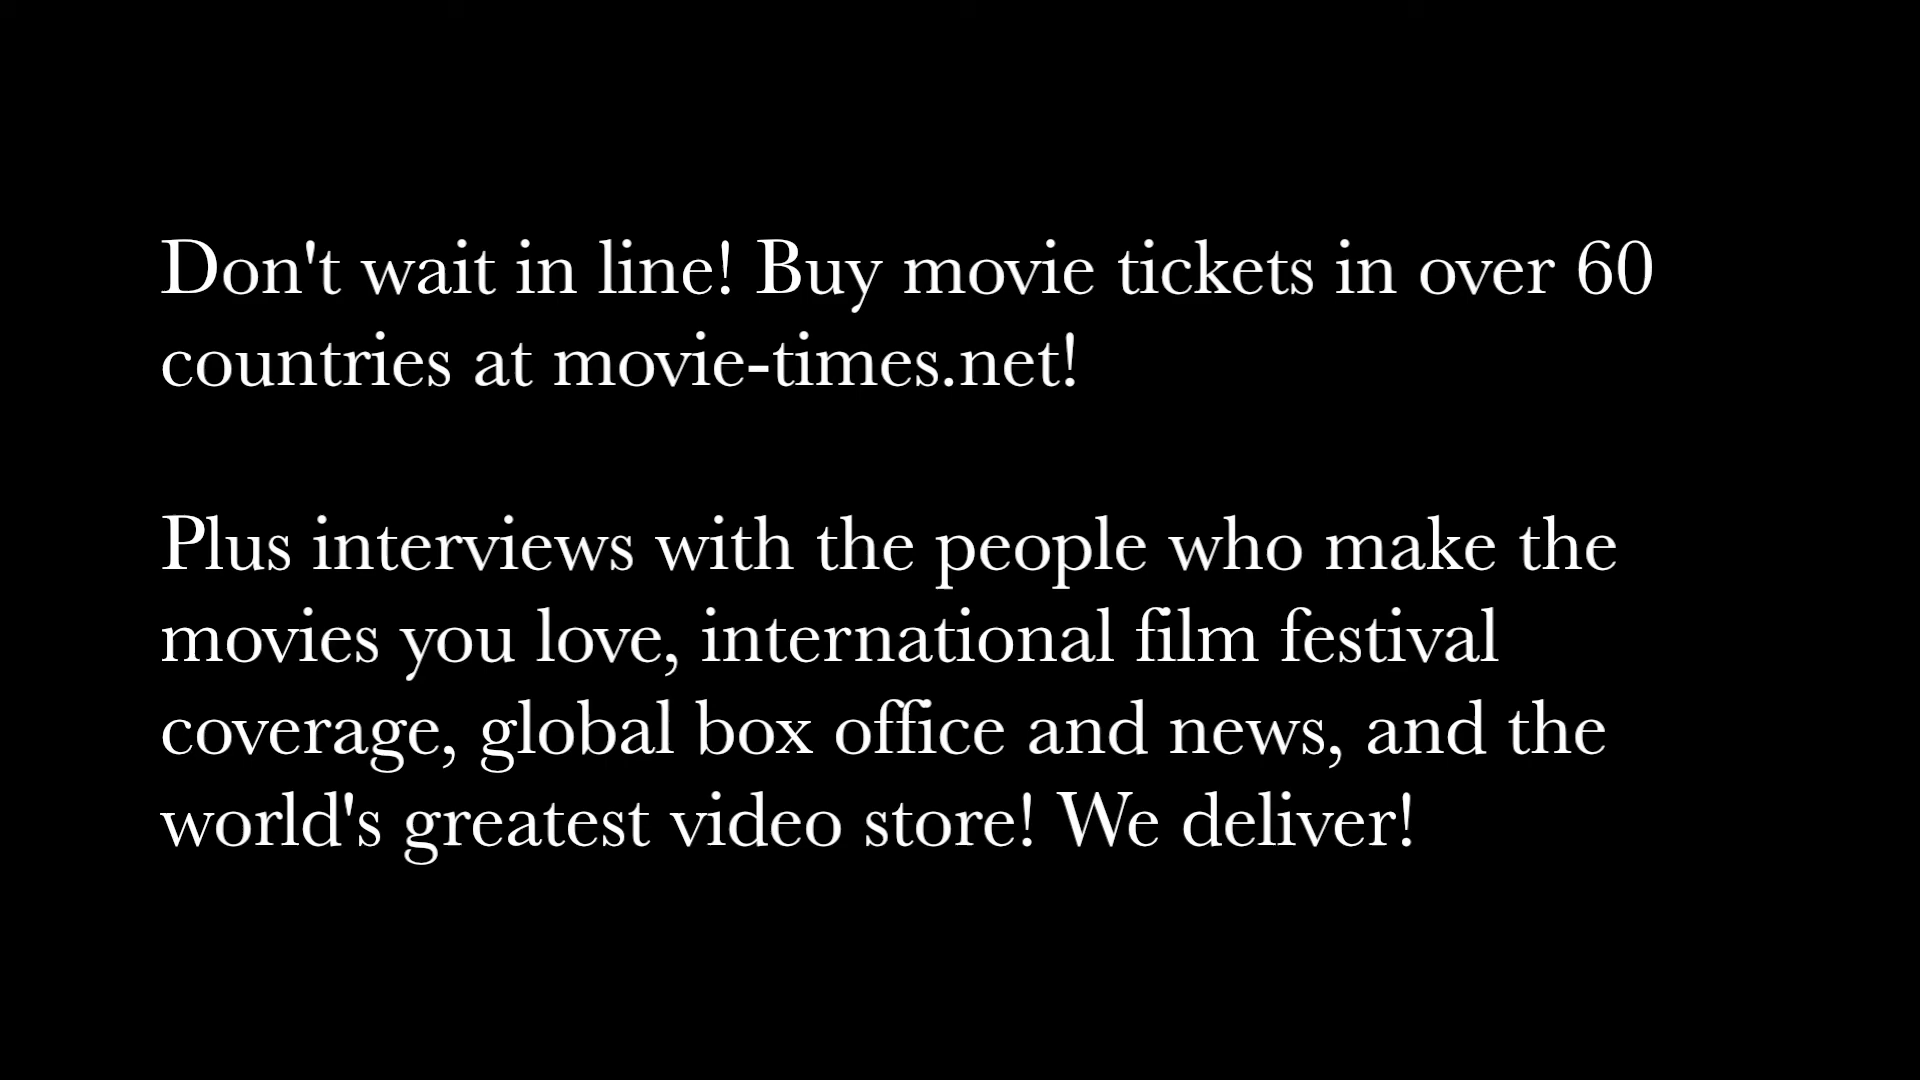 Don't wait in line! Buy movie tickets in over 60
countries at movie-times.net!
Plus interviews with the people who make the
movies you love, international film festival
coverage, global box office and news, and the
world's greatest video store! We deliver!